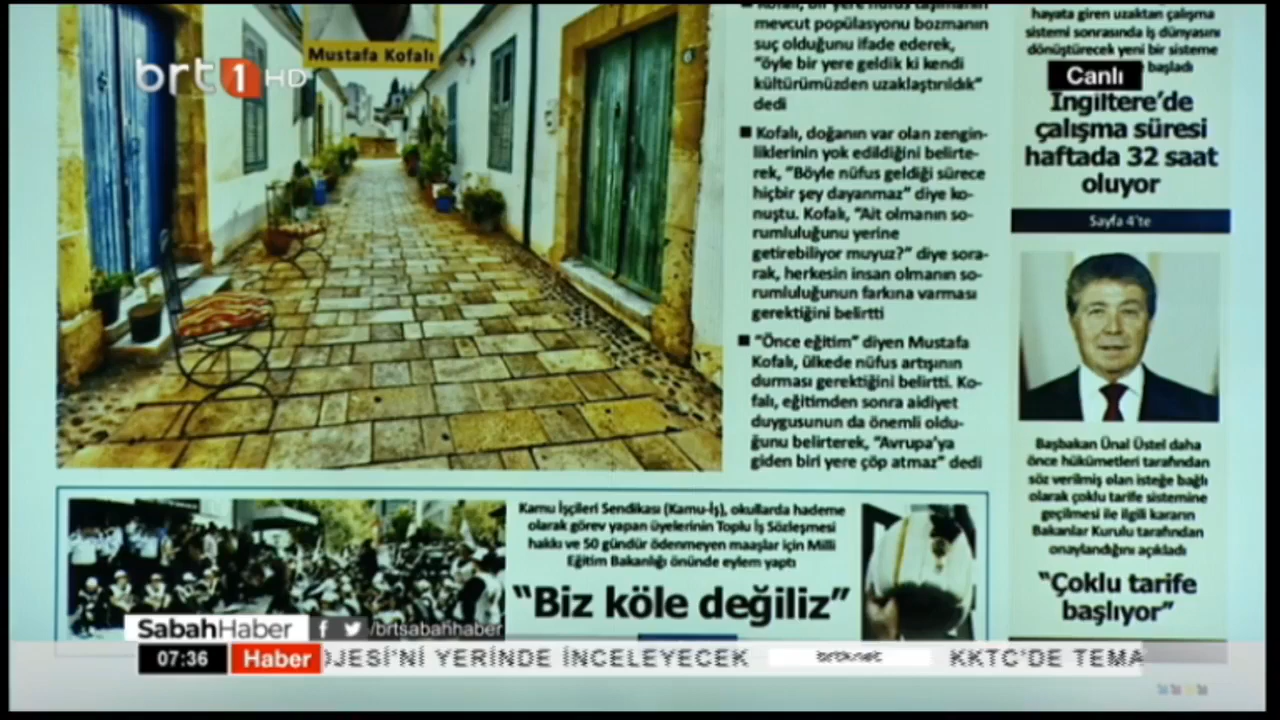 brt 1 HD
Mustafa Kofalı
mevcut popülasyonu bozmanın
suç olduğunu ifade ederek,
"öyle bir yere geldik ki kendi
kültürümüzden uzaklaştırıldık"
dedi
■ Kofalı, doğanın var olan zengin-
liklerinin yok edildiğini belirte-
rek, "Böyle nüfus geldiği sürece
hiçbir şey dayanmaz" diye ko-
nuştu. Kofalı, "Ait olmanın so-
rumluluğunu yerine
getirebiliyor muyuz?" diye sora-
rak, herkesin insan olmanın so-
rumluluğunun farkına varması
gerektiğini belirtti
■ "Önce eğitim" diyen Mustafa
Kofalı, ülkede nüfus artışının
durması gerektiğini belirtti. Ko-
falı, eğitimden sonra aidiyet
duygusunun da önemli oldu-
ğunu belirterek, "Avrupa'ya
giden biri yere çöp atmaz" dedi
hayata giren uzaktan çalışma
sistemi sonrasında iş dünyasını
dönüştürecek yeni bir sisteme
başladı
Canlı
İngiltere'de
çalışma süresi
haftada 32 saat
oluyor
Sayfa 4'te
Başbakan Ünal Üstel daha
önce hükümetleri tarafından
söz verilmiş olan isteğe bağlı
olarak çoklu tarife sistemine
geçilmesi ile ilgili kararın
Bakanlar Kurulu tarafından
onaylandığını açıkladı
"Çoklu tarife
başlıyor"
Kamu İşçileri Sendikası (Kamu-İş), okullarda hademe
olarak görev yapan üyelerinin Toplu İş Sözleşmesi
hakkı ve 50 gündür ödenmeyen maaşlar için Milli
Eğitim Bakanlığı önünde eylem yaptı
"Biz köle değiliz"
SabahHaber f /brtsabahhaber
07:36 Haber OJESİ'Nİ YERİNDE İNCELEYECEK brtk.net KKTC'DE TEMA